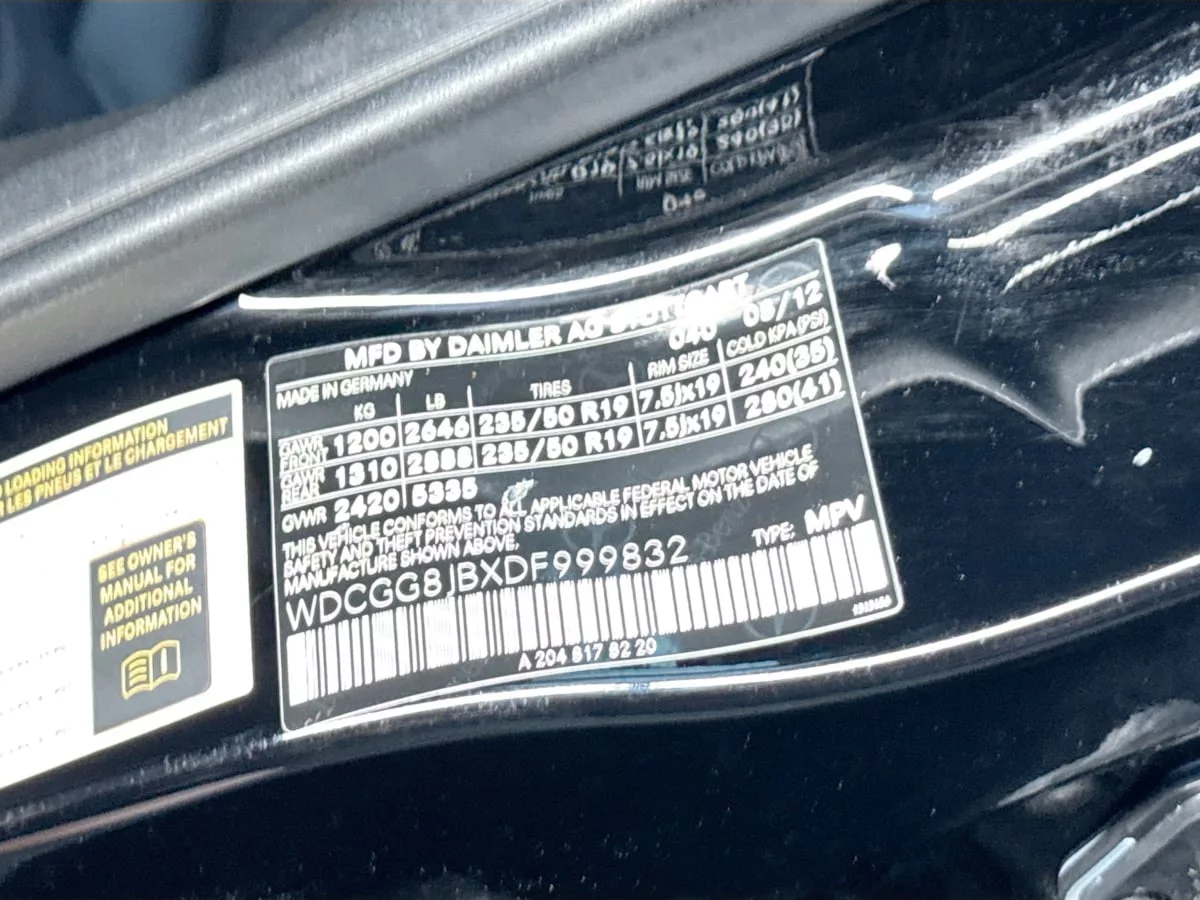 LOADING INFORMATION
LES PNEUS ET LE CHARGEMENT
SEE OWNER'S
MANUAL FOR
ADDITIONAL
INFORMATION
MFD BY DAIMLER AG STUTTGART
MADE IN GERMANY 040 05/12
KG LB TIRES RIM SIZE COLD KPA(PSI)
GAWR FRONT 1200 2646 235/50 R19 7.5Jx19 240(35)
GAWR REAR 1310 2888 235/50 R19 7.5Jx19 280(41)
GVWR 2420 5335
THIS VEHICLE CONFORMS TO ALL APPLICABLE FEDERAL MOTOR VEHICLE
SAFETY AND THEFT PREVENTION STANDARDS IN EFFECT ON THE DATE OF
MANUFACTURE SHOWN ABOVE.
WDCGG8JBXDF999832 TYPE: MPV
A 204 817 82 20